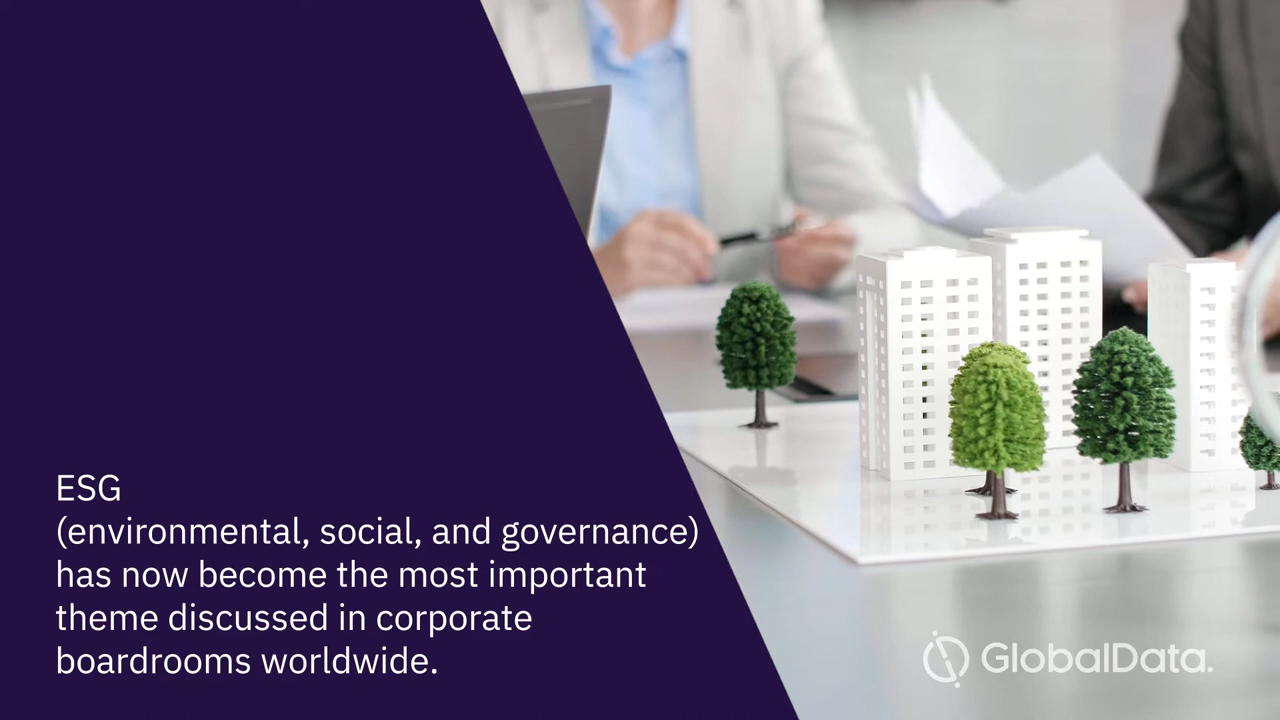 ESG
(environmental, social, and governance)
has now become the most important
theme discussed in corporate
boardrooms worldwide.
GlobalData.